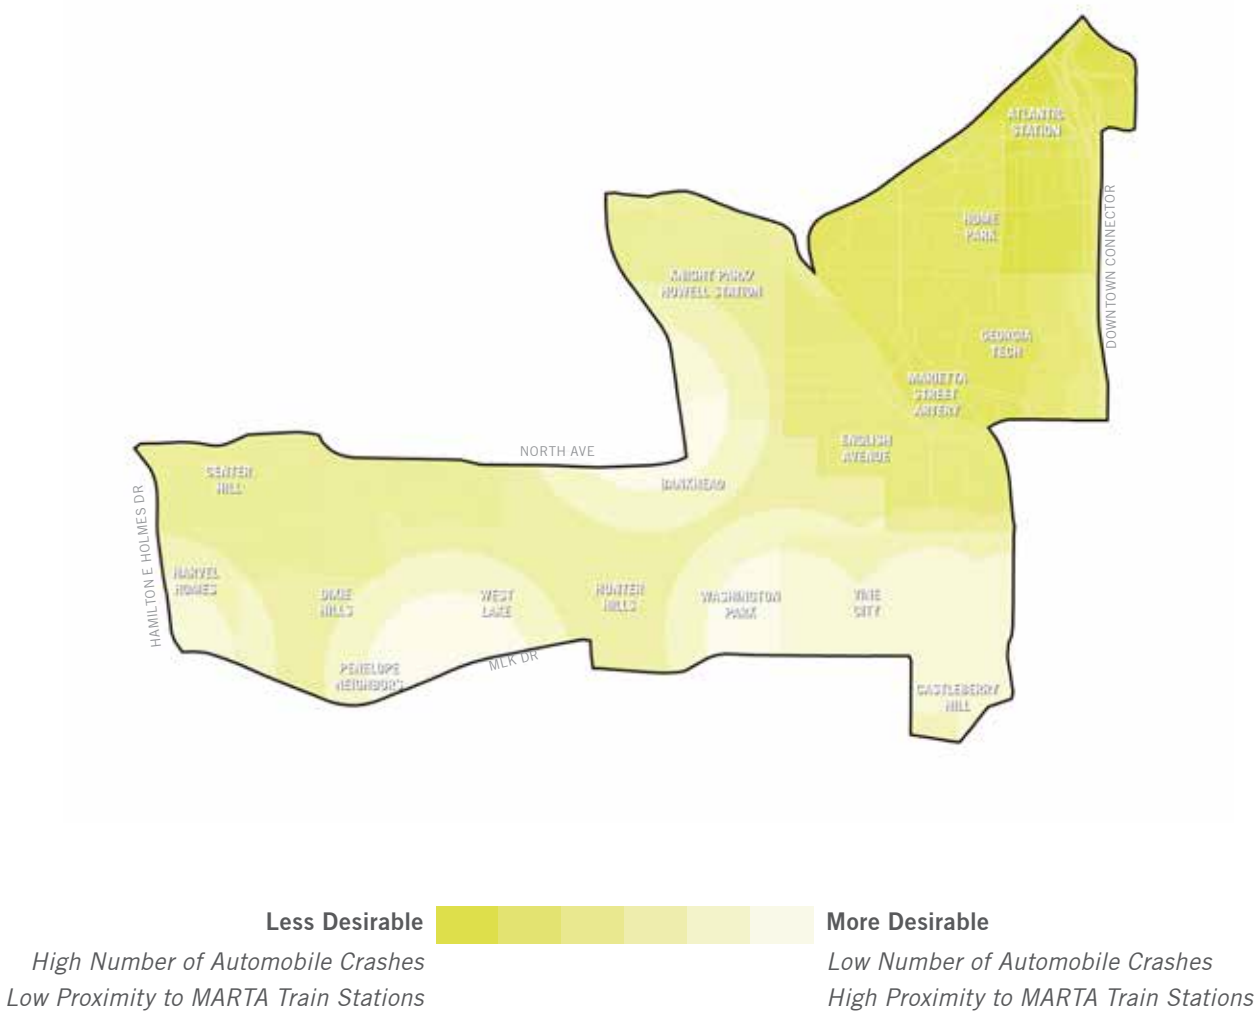 ATLANTIC
STATION
HOME
PARK
DOWNTOWN CONNECTOR
KNIGHT PARK/
HOWELL STATION
GEORGIA
TECH
MARIETTA
STREET
ARTERY
ENGLISH
AVENUE
NORTH AVE
BANKHEAD
CENTER
HILL
HAMILTON E HOLMES DR
HARVEL
HOMES
DIXIE
HILLS
WEST
LAKE
HUNTER
HILLS
WASHINGTON
PARK
VINE
CITY
MLK DR
PENELOPE
NEIGHBORS
CASTLEBERRY
HILL
Less Desirable
More Desirable
High Number of Automobile Crashes
Low Number of Automobile Crashes
Low Proximity to MARTA Train Stations
High Proximity to MARTA Train Stations